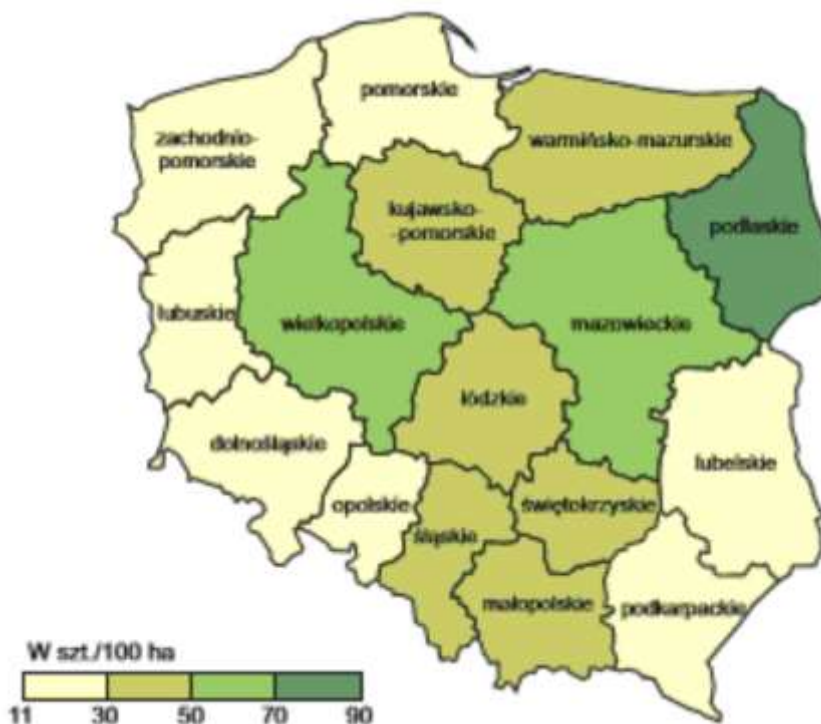 pomorskie
zachodnio-
pomorskie
warmińsko-mazurskie
kujawsko-
-pomorskie
podlaskie
lubuskie
wielkopolskie
mazowieckie
łódzkie
dolnośląskie
lubelskie
opolskie
świętokrzyskie
śląskie
małopolskie
podkarpackie
W szt./100 ha
11 30 50 70 90